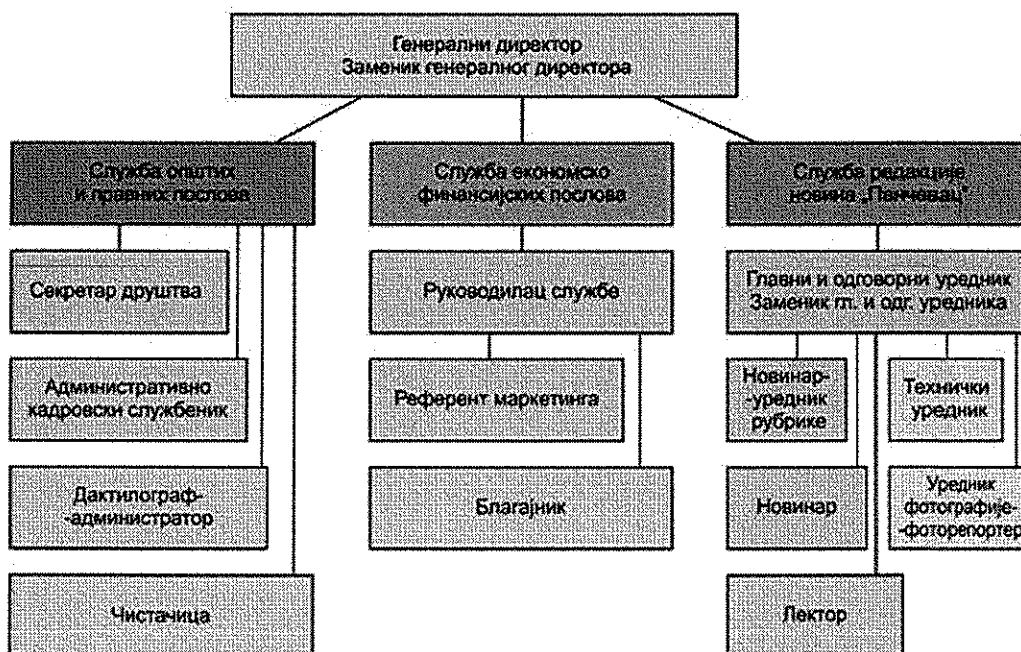 Генерални директор
Заменик генералног директора
Служба општих
и правних послова
Служба економско
финансијских послова
Служба редакције
новина „Панчевац“
Секретар друштва
Руководилац службе
Главни и одговорни уредник
Заменик гл. и одг. уредника
Административно
кадровски службеник
Референт маркетинга
Новинар-
-уредник
рубрике
Технички
уредник
Дактилограф-
-администратор
Благајник
Новинар
Уредник
фотографије-
-фоторепортер
Чистачица
Лектор